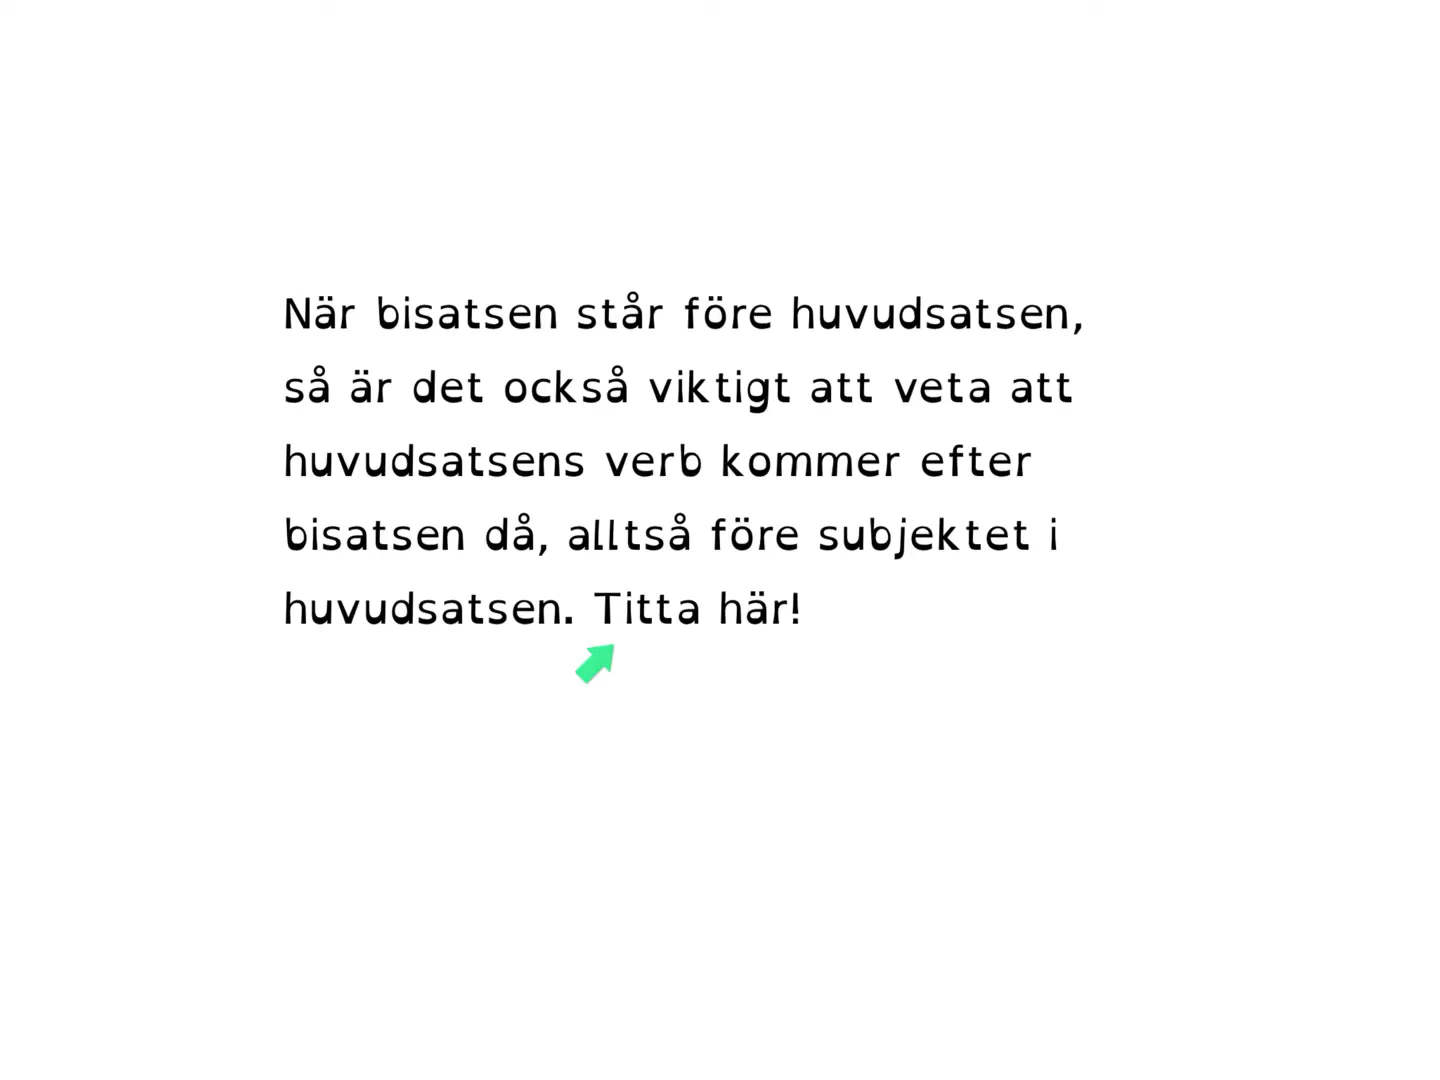 När bisatsen står före huvudsatsen,
så är det också viktigt att veta att
huvudsatsens verb kommer efter
bisatsen då, alltså före subjektet i
huvudsatsen. Titta här!